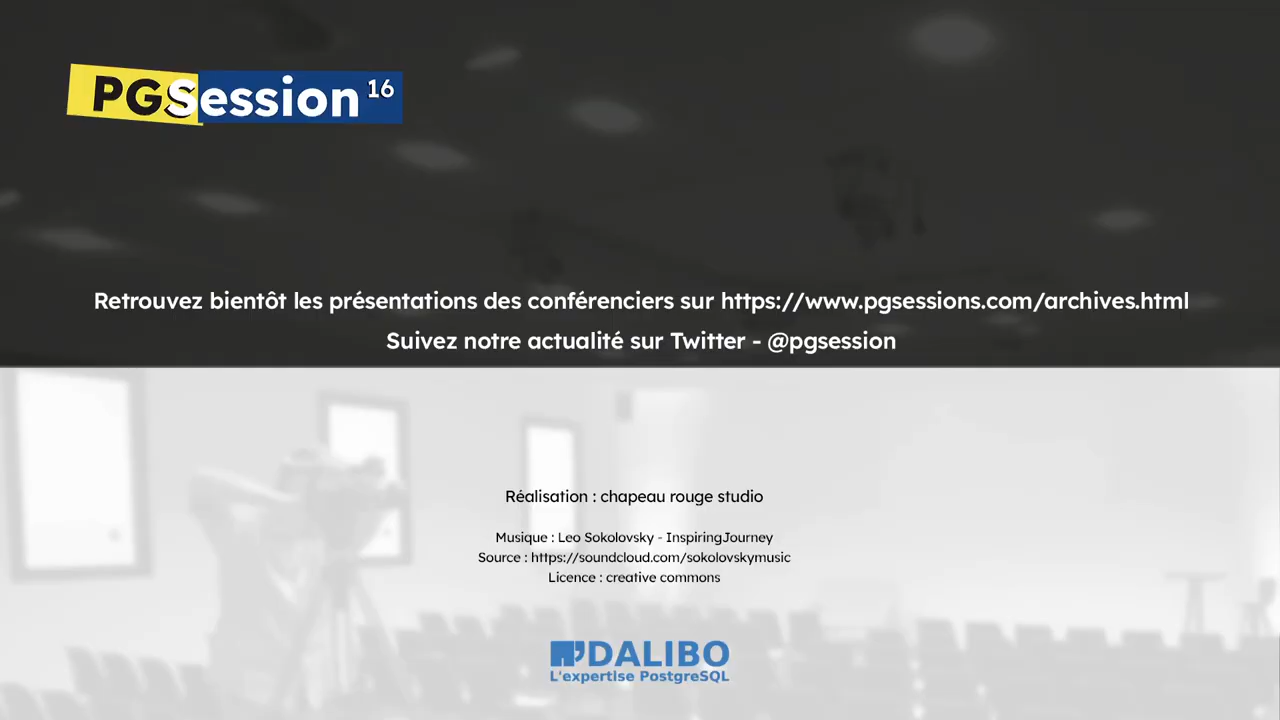 PGSession 16
Retrouvez bientôt les présentations des conférenciers sur https://www.pgsessions.com/archives.html
Suivez notre actualité sur Twitter - @pgsession
Réalisation : chapeau rouge studio
Musique : Leo Sokolovsky - InspiringJourney
Source : https://soundcloud.com/sokolovskymusic
Licence : creative commons
DALIBO
L'expertise PostgreSQL